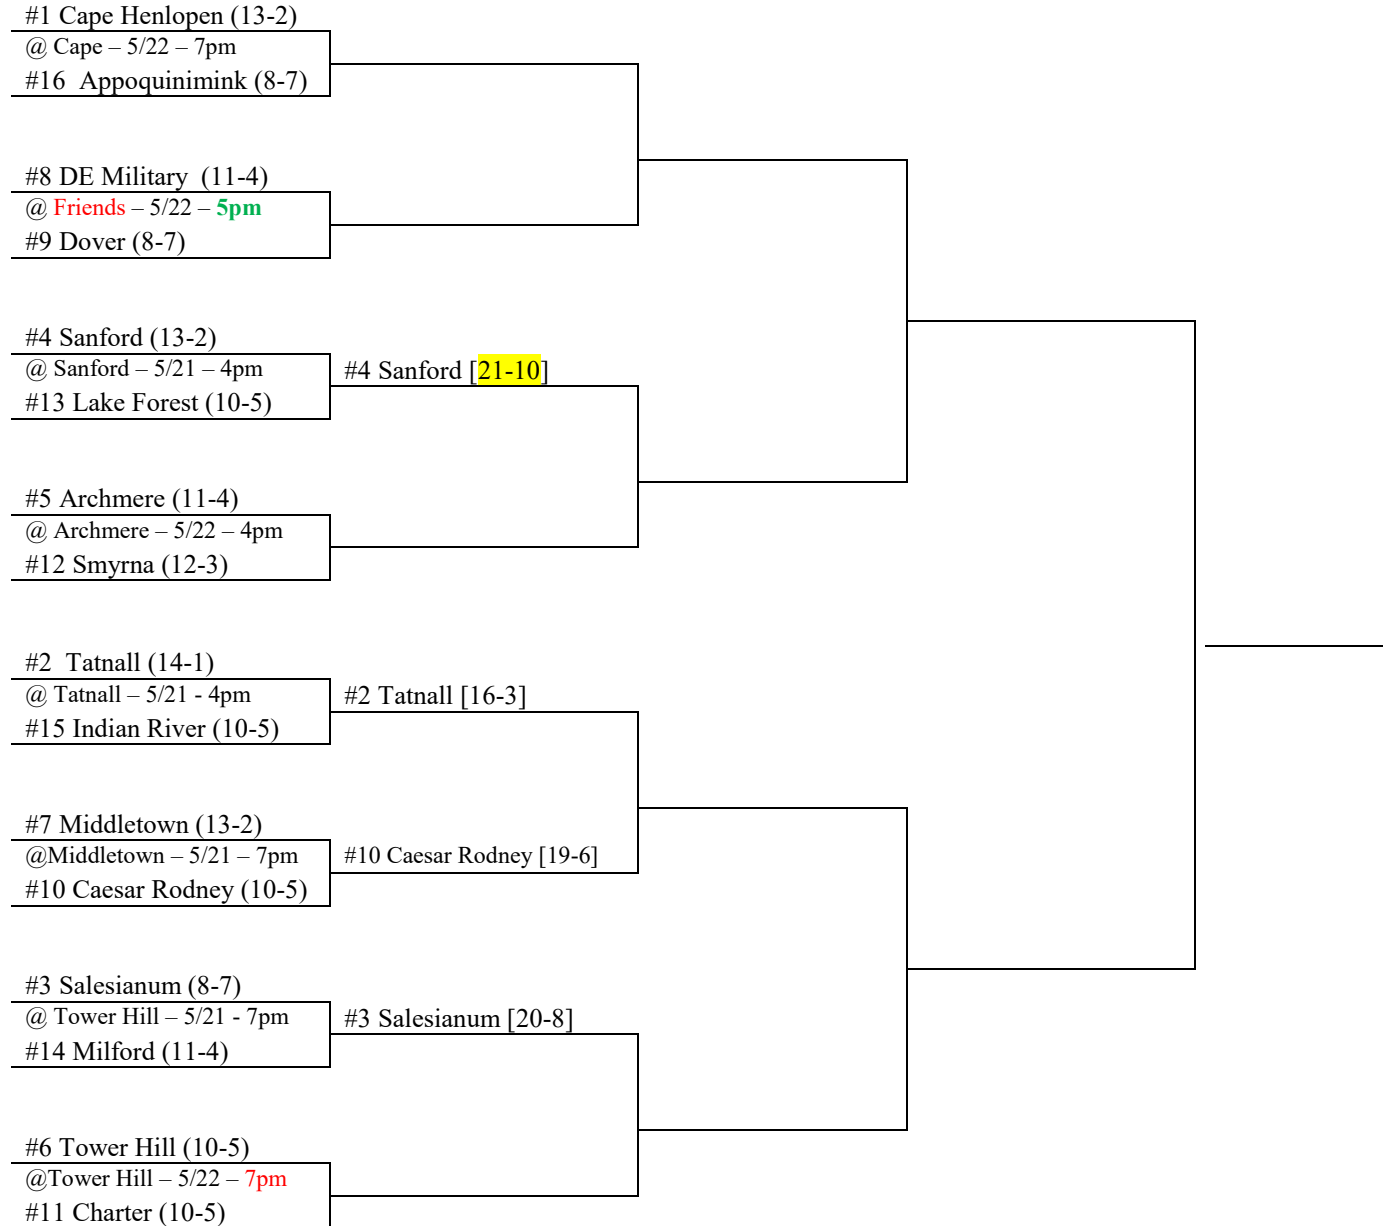 #1 Cape Henlopen (13-2)
@ Cape – 5/22 – 7pm
#16  Appoquinimink (8-7)
#8 DE Military  (11-4)
@ Friends – 5/22 – 5pm
#9 Dover (8-7)
#4 Sanford (13-2)
@ Sanford – 5/21 – 4pm
#4 Sanford [21-10]
#13 Lake Forest (10-5)
#5 Archmere (11-4)
@ Archmere – 5/22 – 4pm
#12 Smyrna (12-3)
#2  Tatnall (14-1)
@ Tatnall – 5/21 - 4pm
#2 Tatnall [16-3]
#15 Indian River (10-5)
#7 Middletown (13-2)
@Middletown – 5/21 – 7pm
#10 Caesar Rodney [19-6]
#10 Caesar Rodney (10-5)
#3 Salesianum (8-7)
@ Tower Hill – 5/21 - 7pm
#3 Salesianum [20-8]
#14 Milford (11-4)
#6 Tower Hill (10-5)
@Tower Hill – 5/22 – 7pm
#11 Charter (10-5)